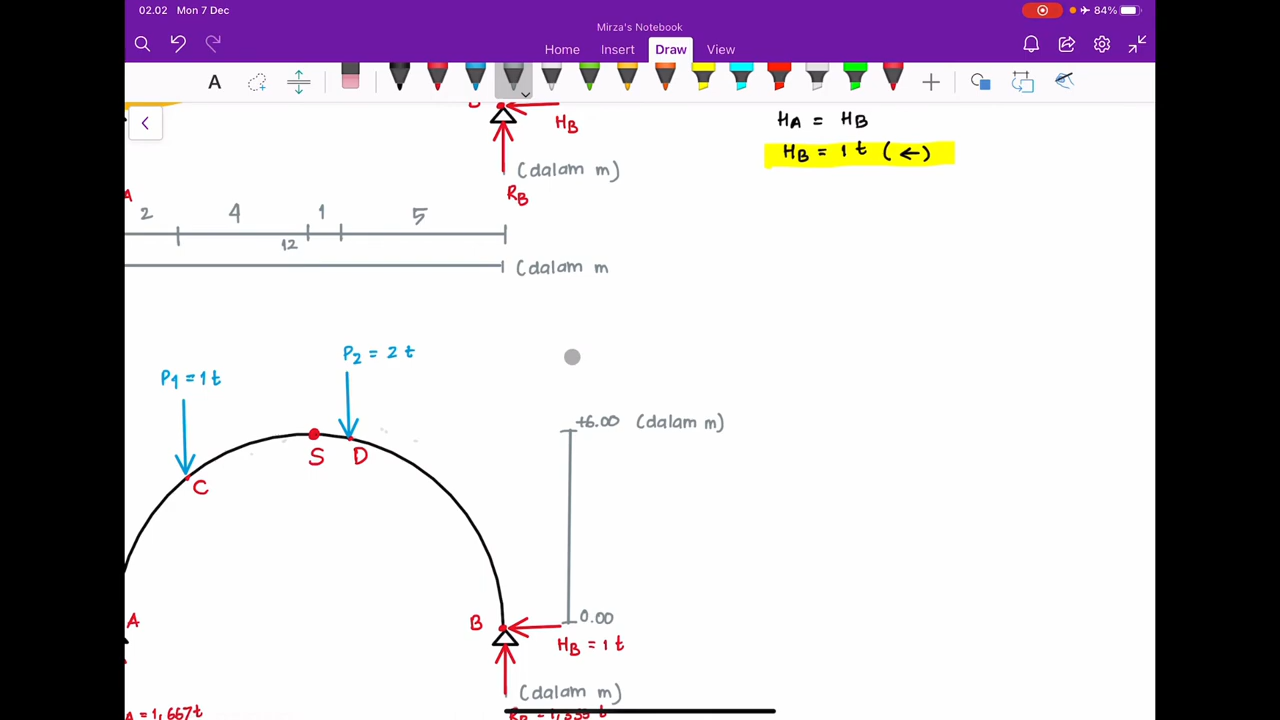 02.02 Mon 7 Dec
84%
Mirza's Notebook
Home Insert Draw View
A
HB
HA = HB
HB = 1 t (←)
(dalam m)
RB
A
2 4 1 5
12
(dalam m
P2 = 2 t
P1 = 1 t
+6.00 (dalam m)
S D
C
0.00
A
B
HB = 1 t
(dalam m)
A = 1,667 t